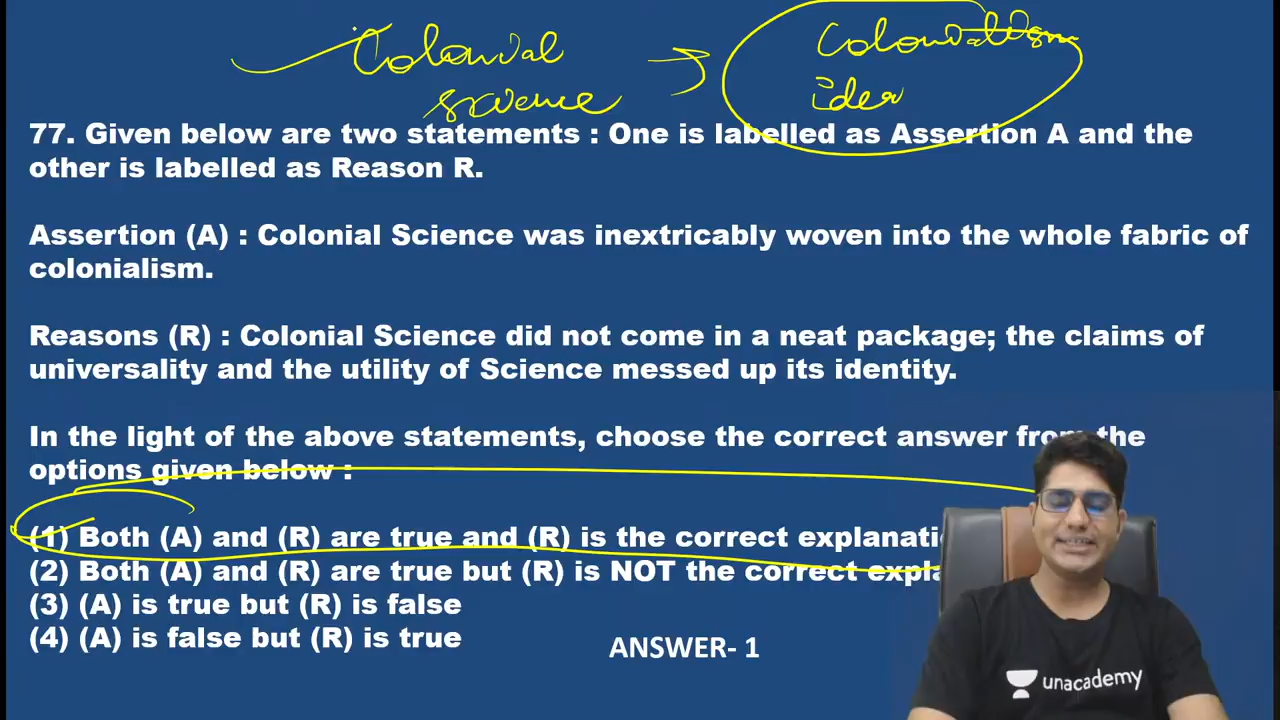 Colonial
science
Colonialism
idea
77. Given below are two statements : One is labelled as Assertion A and the
other is labelled as Reason R.
Assertion (A) : Colonial Science was inextricably woven into the whole fabric of
colonialism.
Reasons (R) : Colonial Science did not come in a neat package; the claims of
universality and the utility of Science messed up its identity.
In the light of the above statements, choose the correct answer from the
options given below :
(1) Both (A) and (R) are true and (R) is the correct explanati
(2) Both (A) and (R) are true but (R) is NOT the correct expla
(3) (A) is true but (R) is false
(4) (A) is false but (R) is true
ANSWER- 1
unacademy